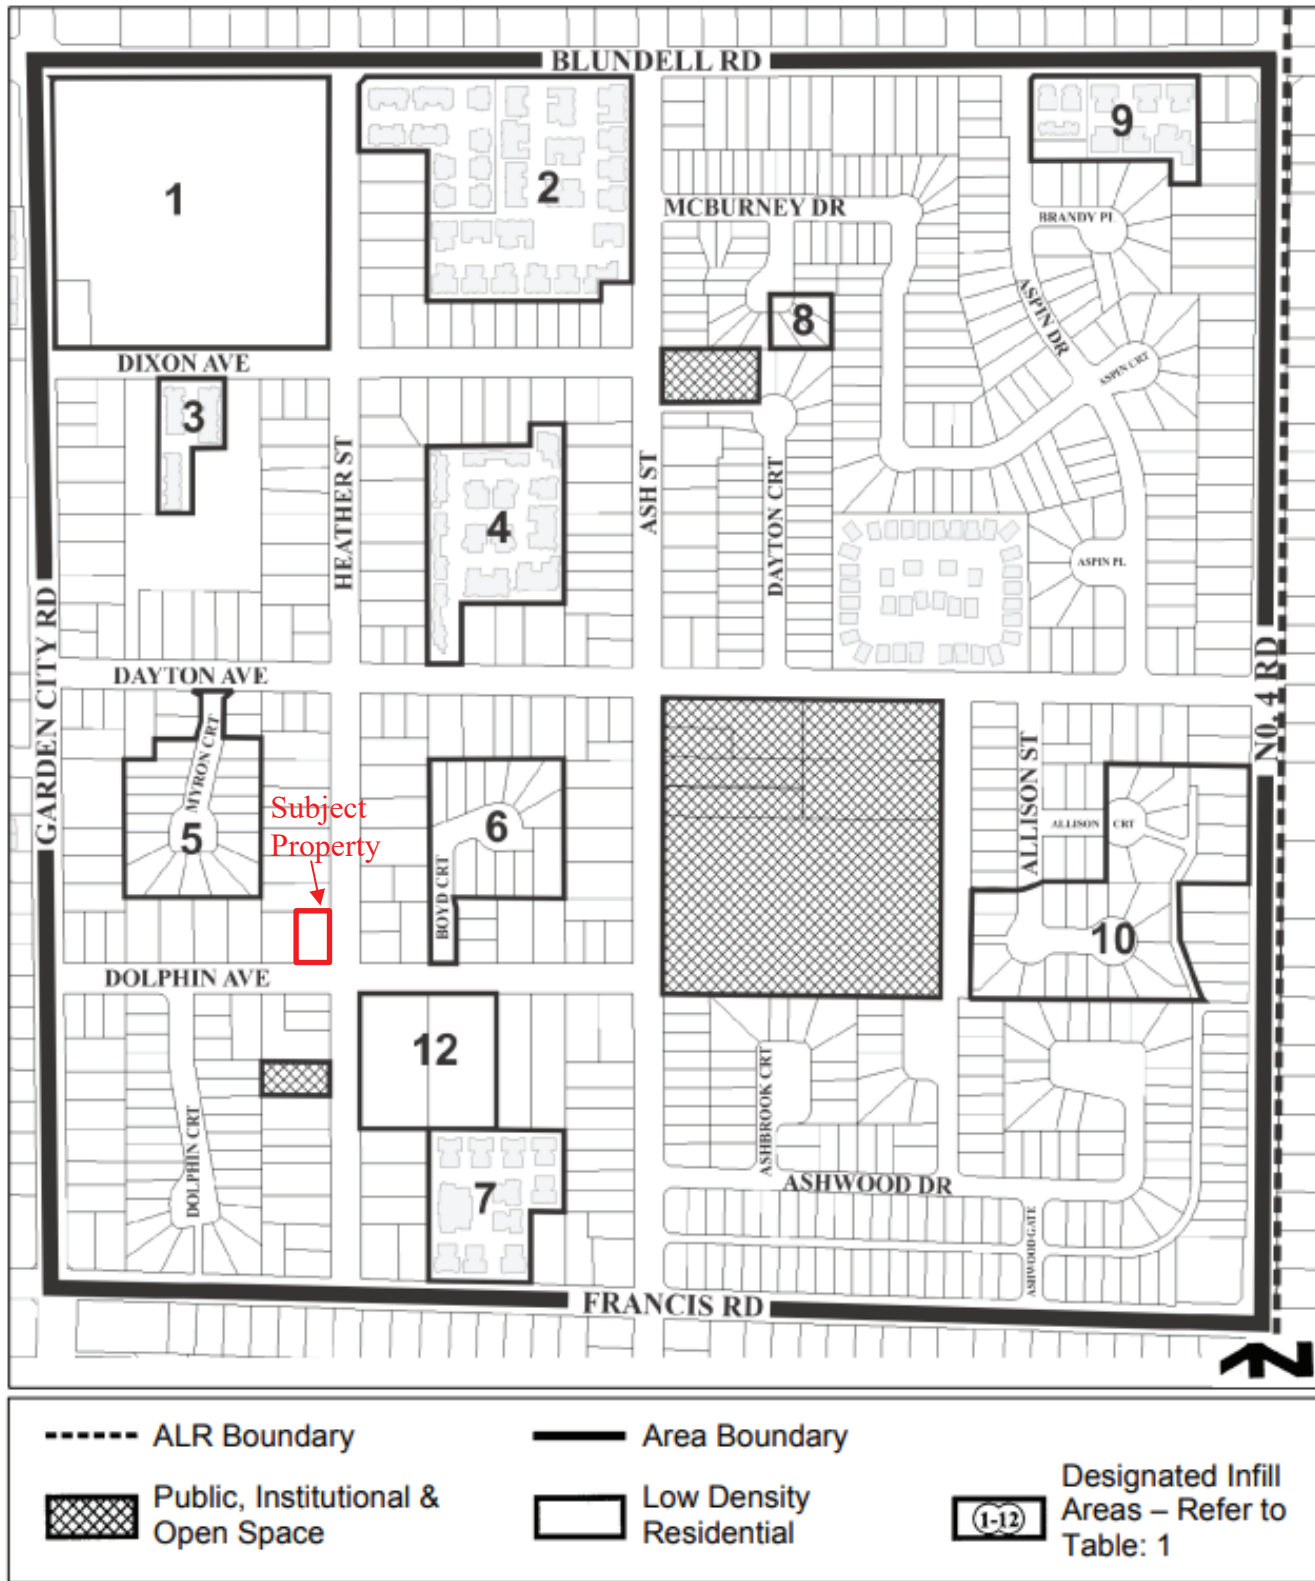 BLUNDELL RD
1
2
9
MCBURNEY DR
BRANDY PL
8
ASPIN DR
ASPIN CRT
DIXON AVE
3
HEATHER ST
4
ASH ST
DAYTON CRT
ASPIN PL
GARDEN CITY RD
DAYTON AVE
MYRON CRT
5
Subject
Property
6
BOYD CRT
ALLISON ST
ALLISON CRT
NO. 4 RD
10
DOLPHIN AVE
12
DOLPHIN CRT
7
ASHBROOK CRT
ASHWOOD DR
ASHWOOD GATE
FRANCIS RD
N
ALR Boundary
Area Boundary
Public, Institutional &
Open Space
Low Density
Residential
1-12
Designated Infill
Areas – Refer to
Table: 1